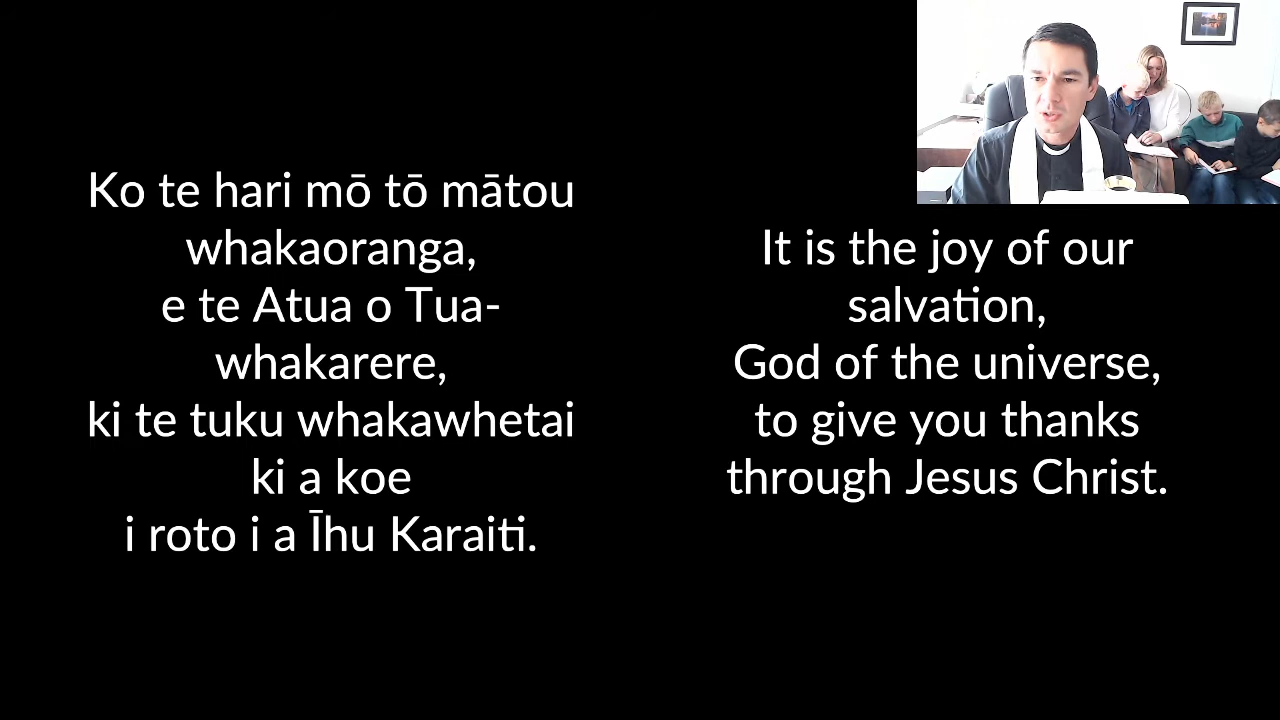 Ko te hari mō tō mātou
whakaoranga,
e te Atua o Tua-
whakarere,
ki te tuku whakawhetai
ki a koe
i roto i a Īhu Karaiti.
It is the joy of our
salvation,
God of the universe,
to give you thanks
through Jesus Christ.